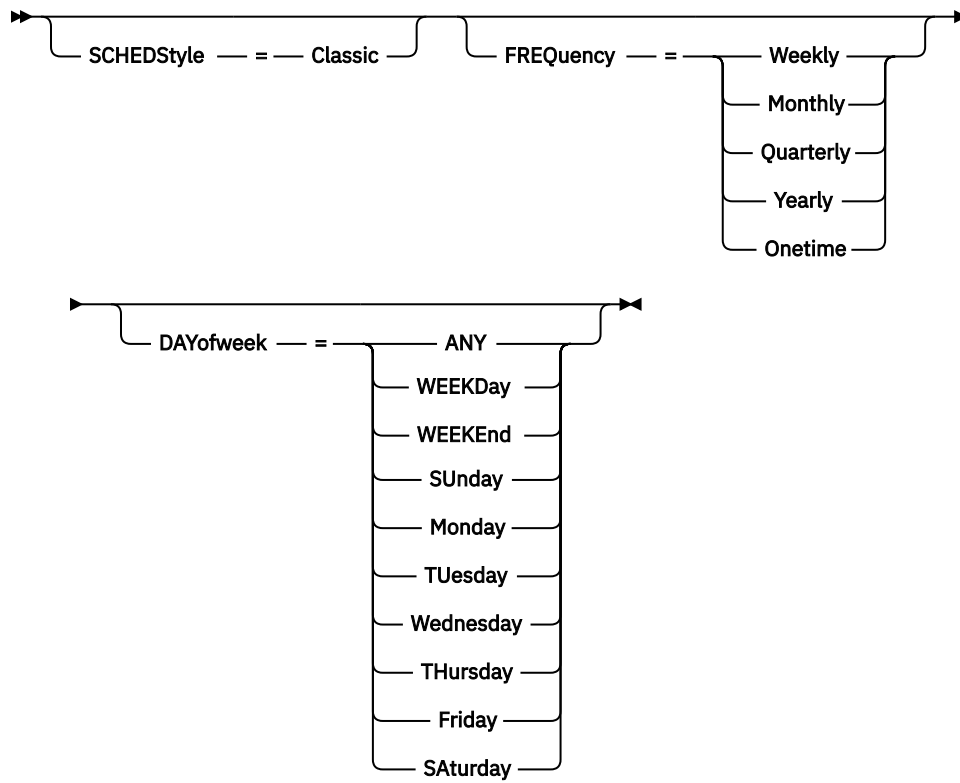 SCHEDStyle = Classic FREQuency = Weekly
Monthly
Quarterly
Yearly
Onetime
DAYofweek = ANY
WEEKDay
WEEKEnd
SUnday
Monday
TUesday
Wednesday
THursday
Friday
SAturday